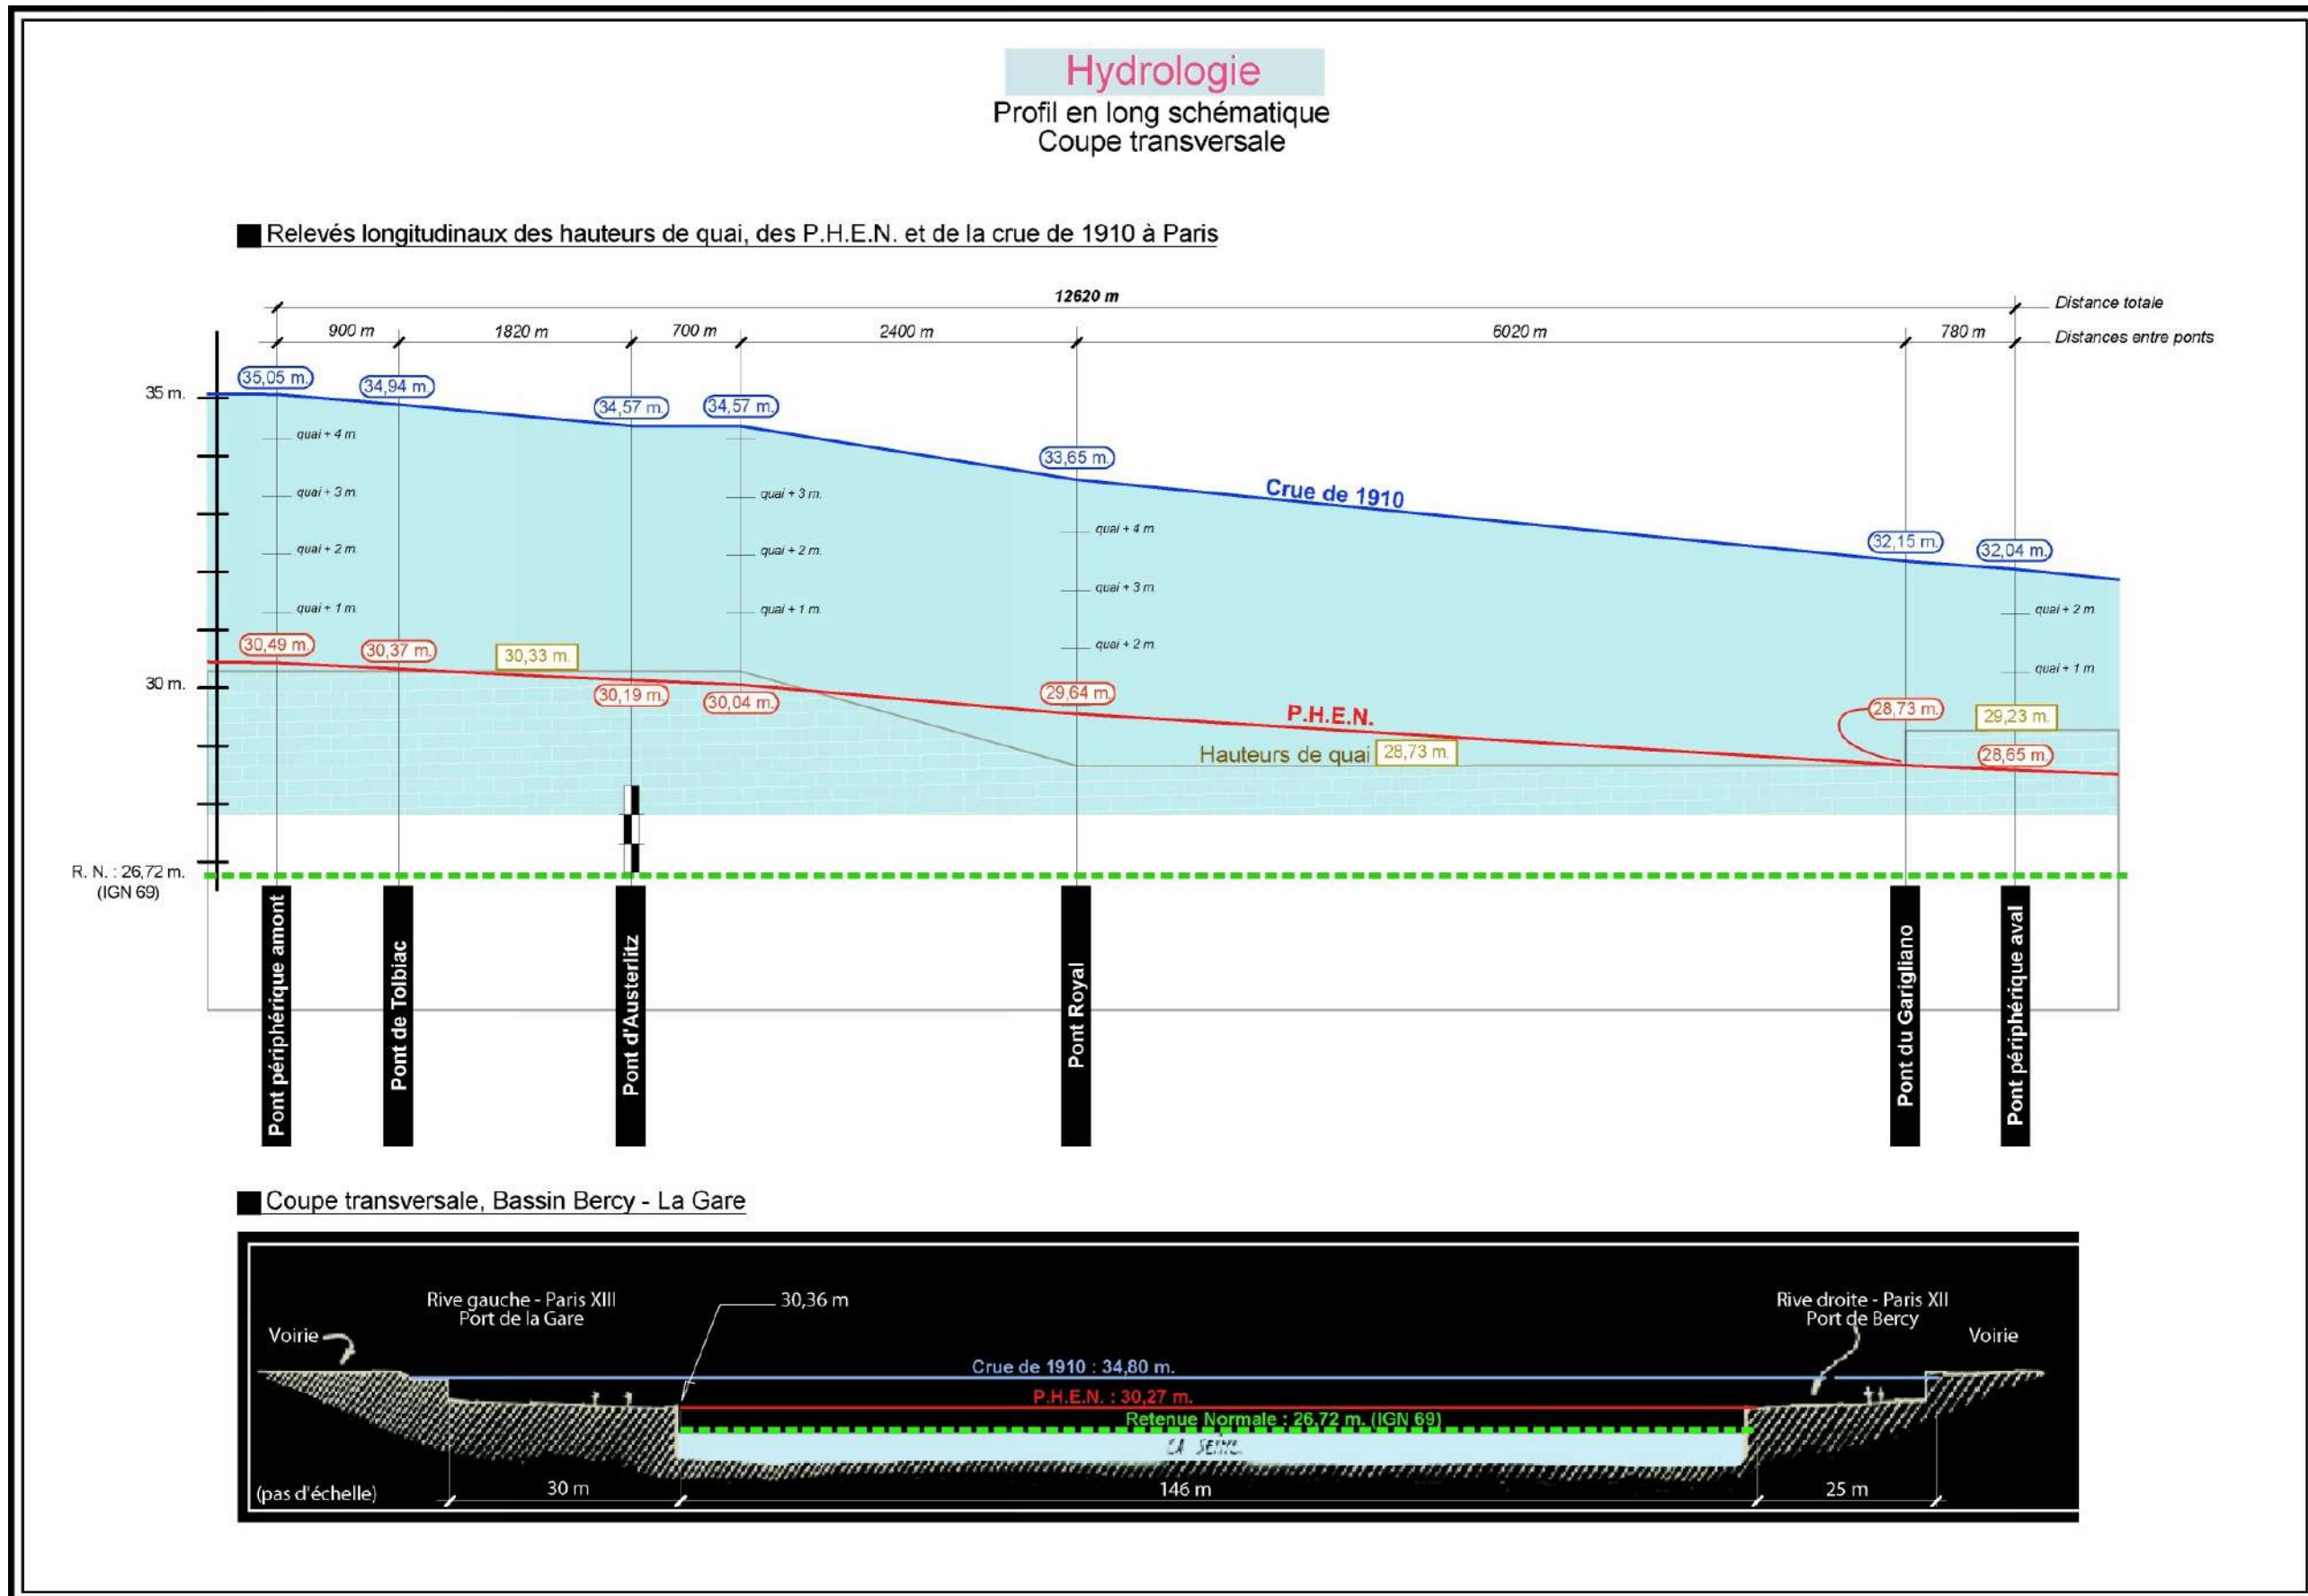 Hydrologie
Profil en long schématique
Coupe transversale
Relevés longitudinaux des hauteurs de quai, des P.H.E.N. et de la crue de 1910 à Paris
12620 m
Distance totale
900 m
1820 m
700 m
2400 m
6020 m
780 m
Distances entre ponts
35 m.
35,05 m.
34,94 m.
34,57 m.
34,57 m.
33,65 m.
32,15 m.
32,04 m.
Crue de 1910
quai + 4 m.
quai + 3 m.
quai + 2 m.
quai + 1 m.
quai + 3 m.
quai + 2 m.
quai + 1 m.
quai + 4 m.
quai + 3 m.
quai + 2 m.
quai + 2 m.
quai + 1 m.
30 m.
30,49 m.
30,37 m.
30,33 m.
30,19 m.
30,04 m.
29,64 m.
P.H.E.N.
28,73 m.
29,23 m.
28,65 m.
Hauteurs de quai
28,73 m.
R. N. : 26,72 m.
(IGN 69)
Pont périphérique amont
Pont de Tolbiac
Pont d'Austerlitz
Pont Royal
Pont du Garigliano
Pont périphérique aval
Coupe transversale, Bassin Bercy - La Gare
Rive gauche - Paris XIII
Port de la Gare
30,36 m
Rive droite - Paris XII
Port de Bercy
Voirie
Voirie
Crue de 1910 : 34,80 m.
P.H.E.N. : 30,27 m.
Retenue Normale : 26,72 m. (IGN 69)
LA SEINE
(pas d'échelle)
30 m
146 m
25 m